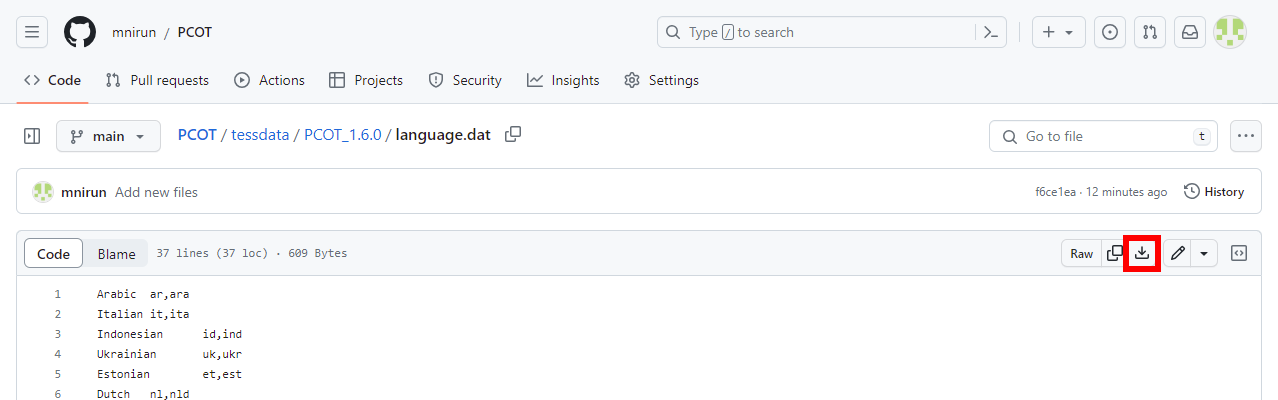 mnirun / PCOT Type / to search
Code Pull requests Actions Projects Security Insights Settings
main PCOT / tessdata / PCOT_1.6.0 / language.dat Go to file t
mnirun Add new files f6ce1ea · 12 minutes ago History
Code Blame 37 lines (37 loc) · 609 Bytes Raw
1 Arabic ar,ara
2 Italian it,ita
3 Indonesian id,ind
4 Ukrainian uk,ukr
5 Estonian et,est
6 Dutch nl,nld